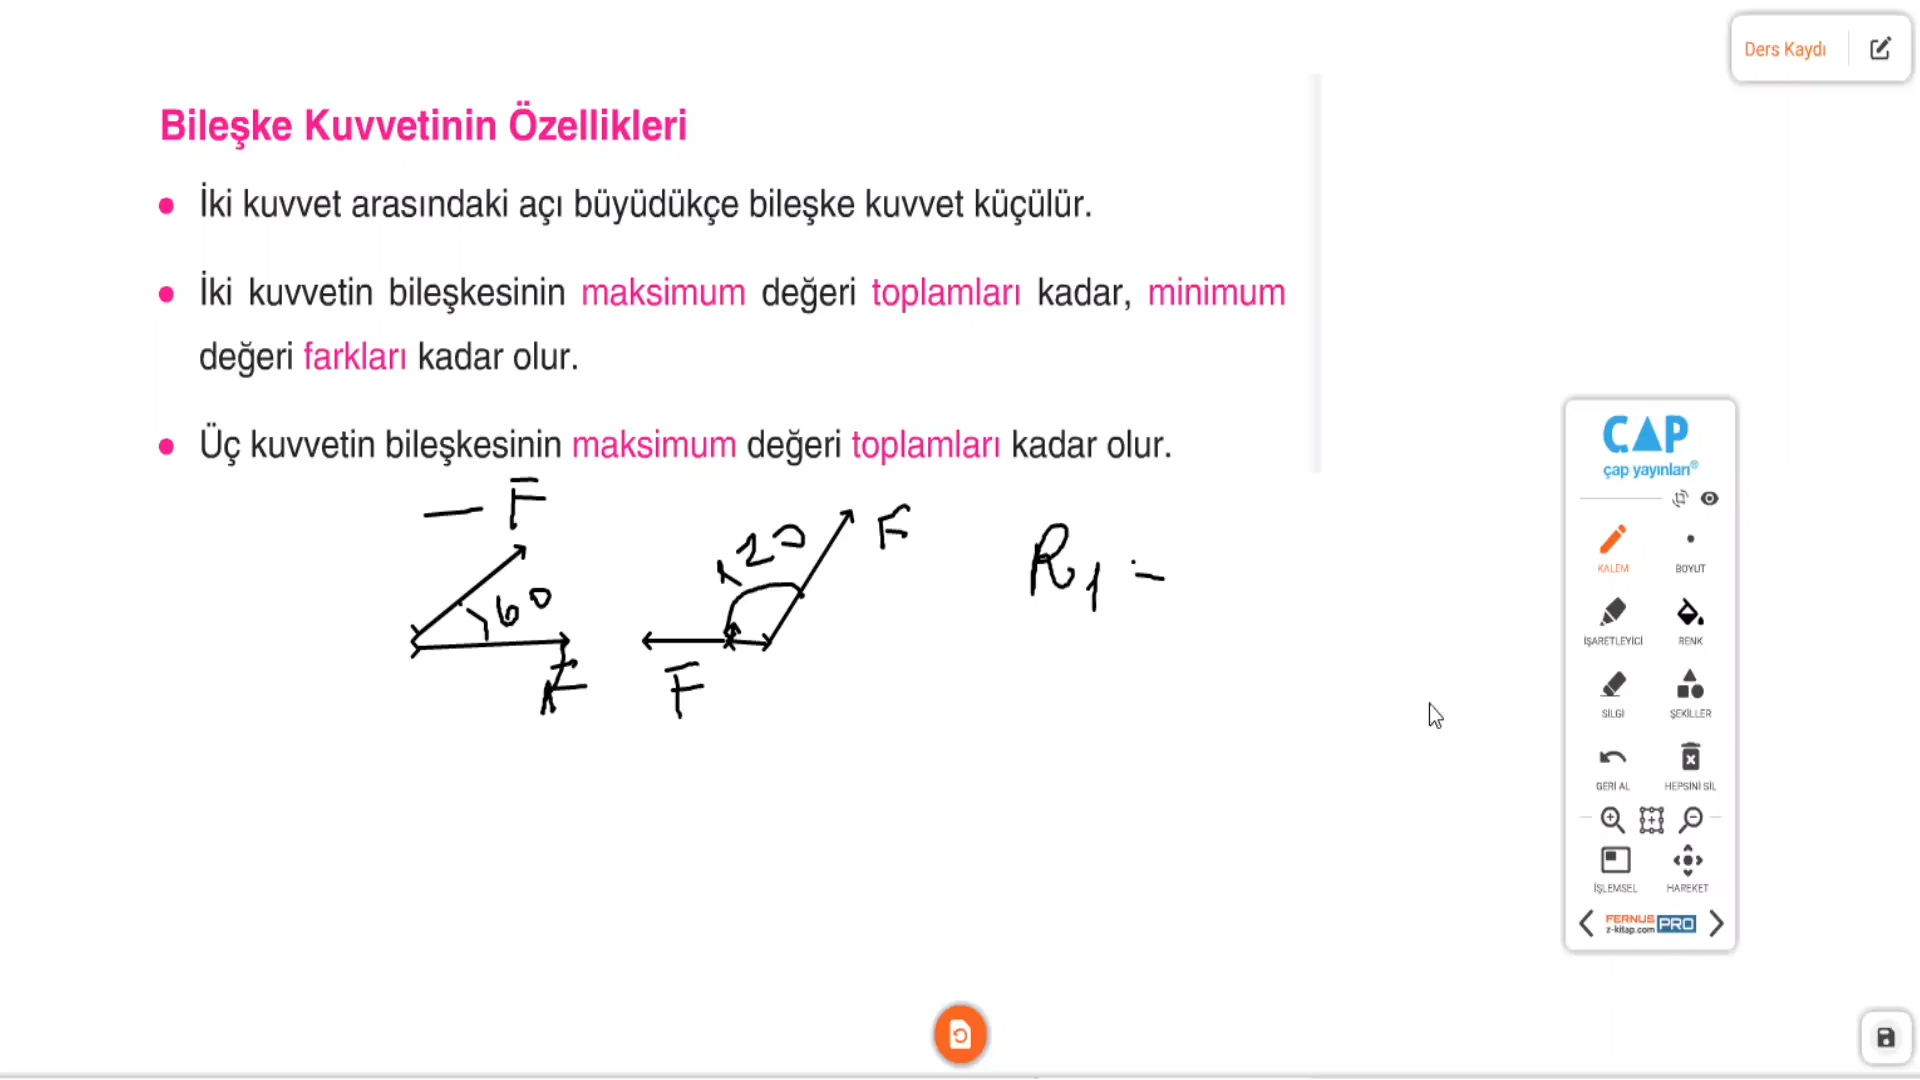 Ders Kaydı
Bileşke Kuvvetinin Özellikleri
• İki kuvvet arasındaki açı büyüdükçe bileşke kuvvet küçülür.
• İki kuvvetin bileşkesinin maksimum değeri toplamları kadar, minimum
değeri farkları kadar olur.
• Üç kuvvetin bileşkesinin maksimum değeri toplamları kadar olur.
— F
60
F
120
F
F
R1 =
ÇAP
çap yayınları®
KALEM
BOYUT
İŞARETLEYİCİ
RENK
SİLGİ
ŞEKİLLER
GERİ AL
HEPSİNİ SİL
İŞLEMSEL
HAREKET
FERNUS PRO
z-kitap.com